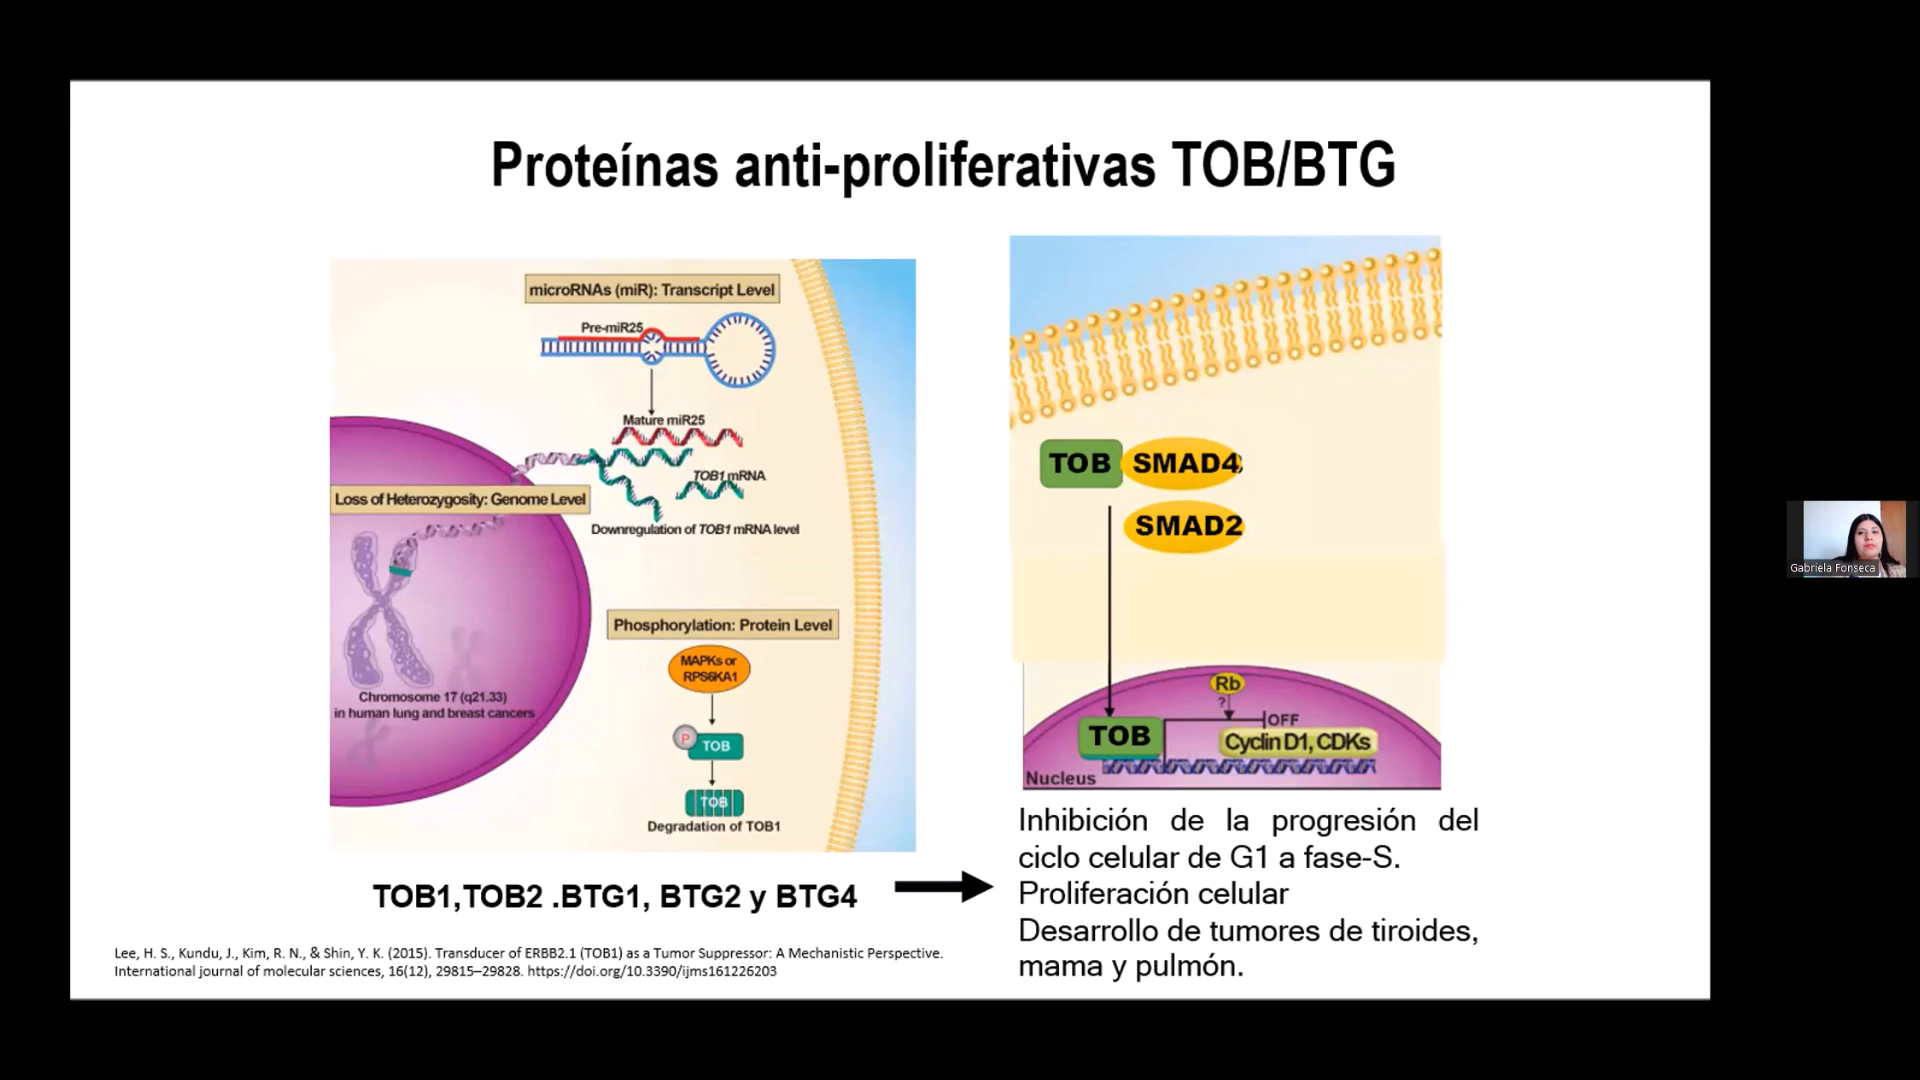 Proteínas anti-proliferativas TOB/BTG
microRNAs (miR): Transcript Level
Pre-miR25
Mature miR25
TOB1 mRNA
Loss of Heterozygosity: Genome Level
Downregulation of TOB1 mRNA level
Chromosome 17 (q21.33)
in human lung and breast cancers
Phosphorylation: Protein Level
MAPKs or
RPS6KA1
P
TOB
TOB
Degradation of TOB1
TOB
SMAD4
SMAD2
Rb
?
OFF
TOB
Cyclin D1, CDKs
Nucleus
TOB1,TOB2 .BTG1, BTG2 y BTG4
Inhibición de la progresión del
ciclo celular de G1 a fase-S.
Proliferación celular
Desarrollo de tumores de tiroides,
mama y pulmón.
Lee, H. S., Kundu, J., Kim, R. N., & Shin, Y. K. (2015). Transducer of ERBB2.1 (TOB1) as a Tumor Suppressor: A Mechanistic Perspective.
International journal of molecular sciences, 16(12), 29815–29828. https://doi.org/10.3390/ijms161226203
Gabriela Fonseca